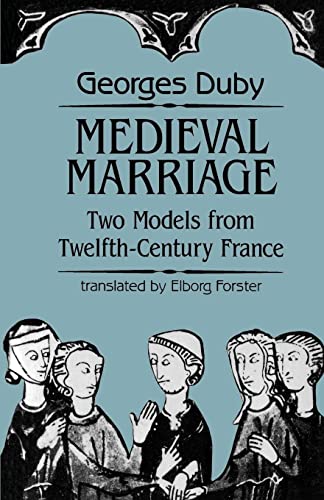 Georges Duby
MEDIEVAL
MARRIAGE
Two Models from
Twelfth-Century France
translated by Elborg Forster